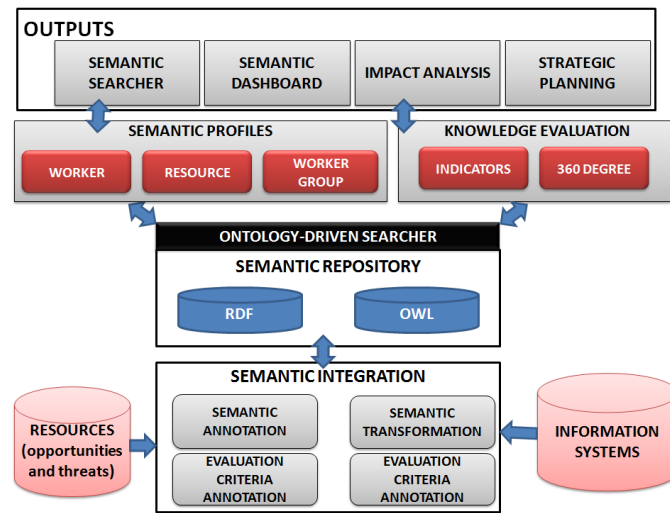 OUTPUTS
SEMANTIC
SEARCHER
SEMANTIC
DASHBOARD
IMPACT ANALYSIS
STRATEGIC
PLANNING
SEMANTIC PROFILES
WORKER
RESOURCE
WORKER
GROUP
KNOWLEDGE EVALUATION
INDICATORS
360 DEGREE
ONTOLOGY-DRIVEN SEARCHER
SEMANTIC REPOSITORY
RDF
OWL
SEMANTIC INTEGRATION
RESOURCES
(opportunities
and threats)
SEMANTIC
ANNOTATION
SEMANTIC
TRANSFORMATION
EVALUATION
CRITERIA
ANNOTATION
EVALUATION
CRITERIA
ANNOTATION
INFORMATION
SYSTEMS